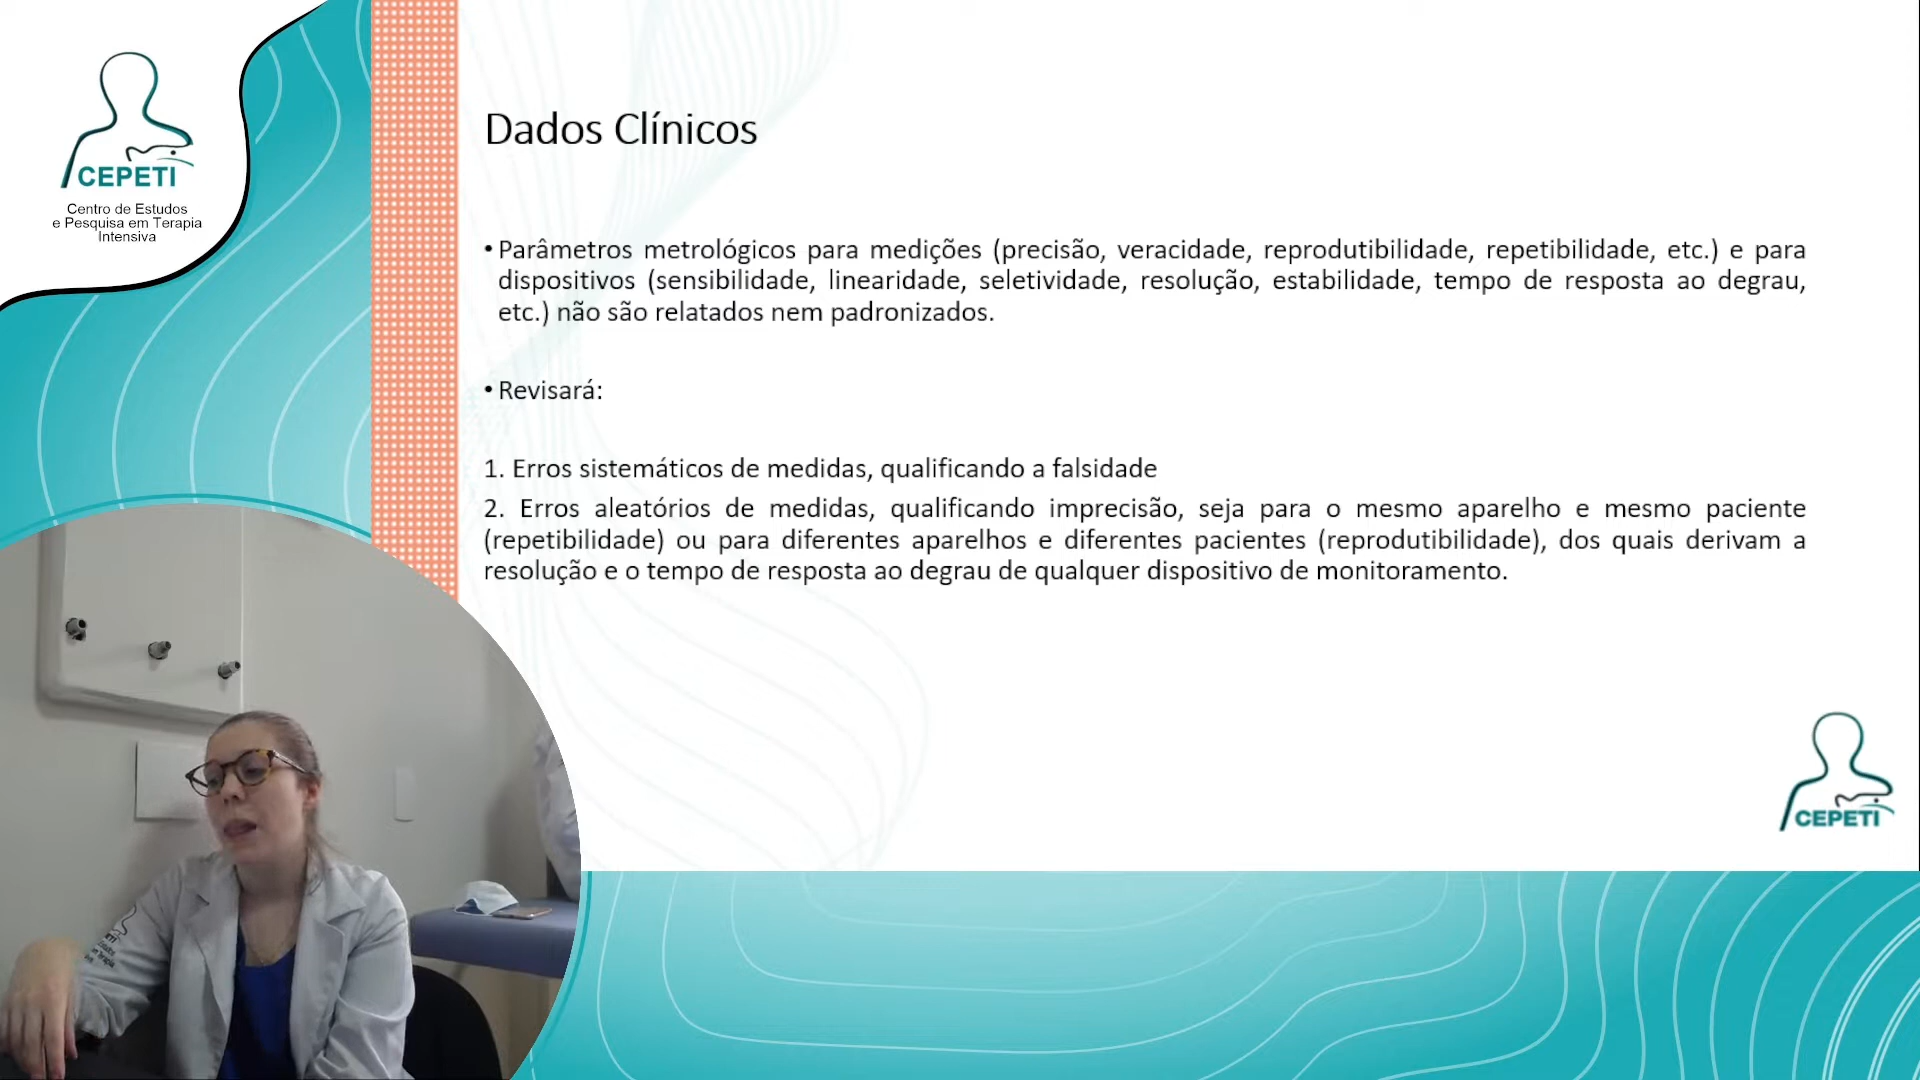 CEPETI
Centro de Estudos
e Pesquisa em Terapia
Intensiva
Dados Clínicos
• Parâmetros metrológicos para medições (precisão, veracidade, reprodutibilidade, repetibilidade, etc.) e para
dispositivos (sensibilidade, linearidade, seletividade, resolução, estabilidade, tempo de resposta ao degrau,
etc.) não são relatados nem padronizados.
• Revisará:
1. Erros sistemáticos de medidas, qualificando a falsidade
2. Erros aleatórios de medidas, qualificando imprecisão, seja para o mesmo aparelho e mesmo paciente
(repetibilidade) ou para diferentes aparelhos e diferentes pacientes (reprodutibilidade), dos quais derivam a
resolução e o tempo de resposta ao degrau de qualquer dispositivo de monitoramento.
CEPETI